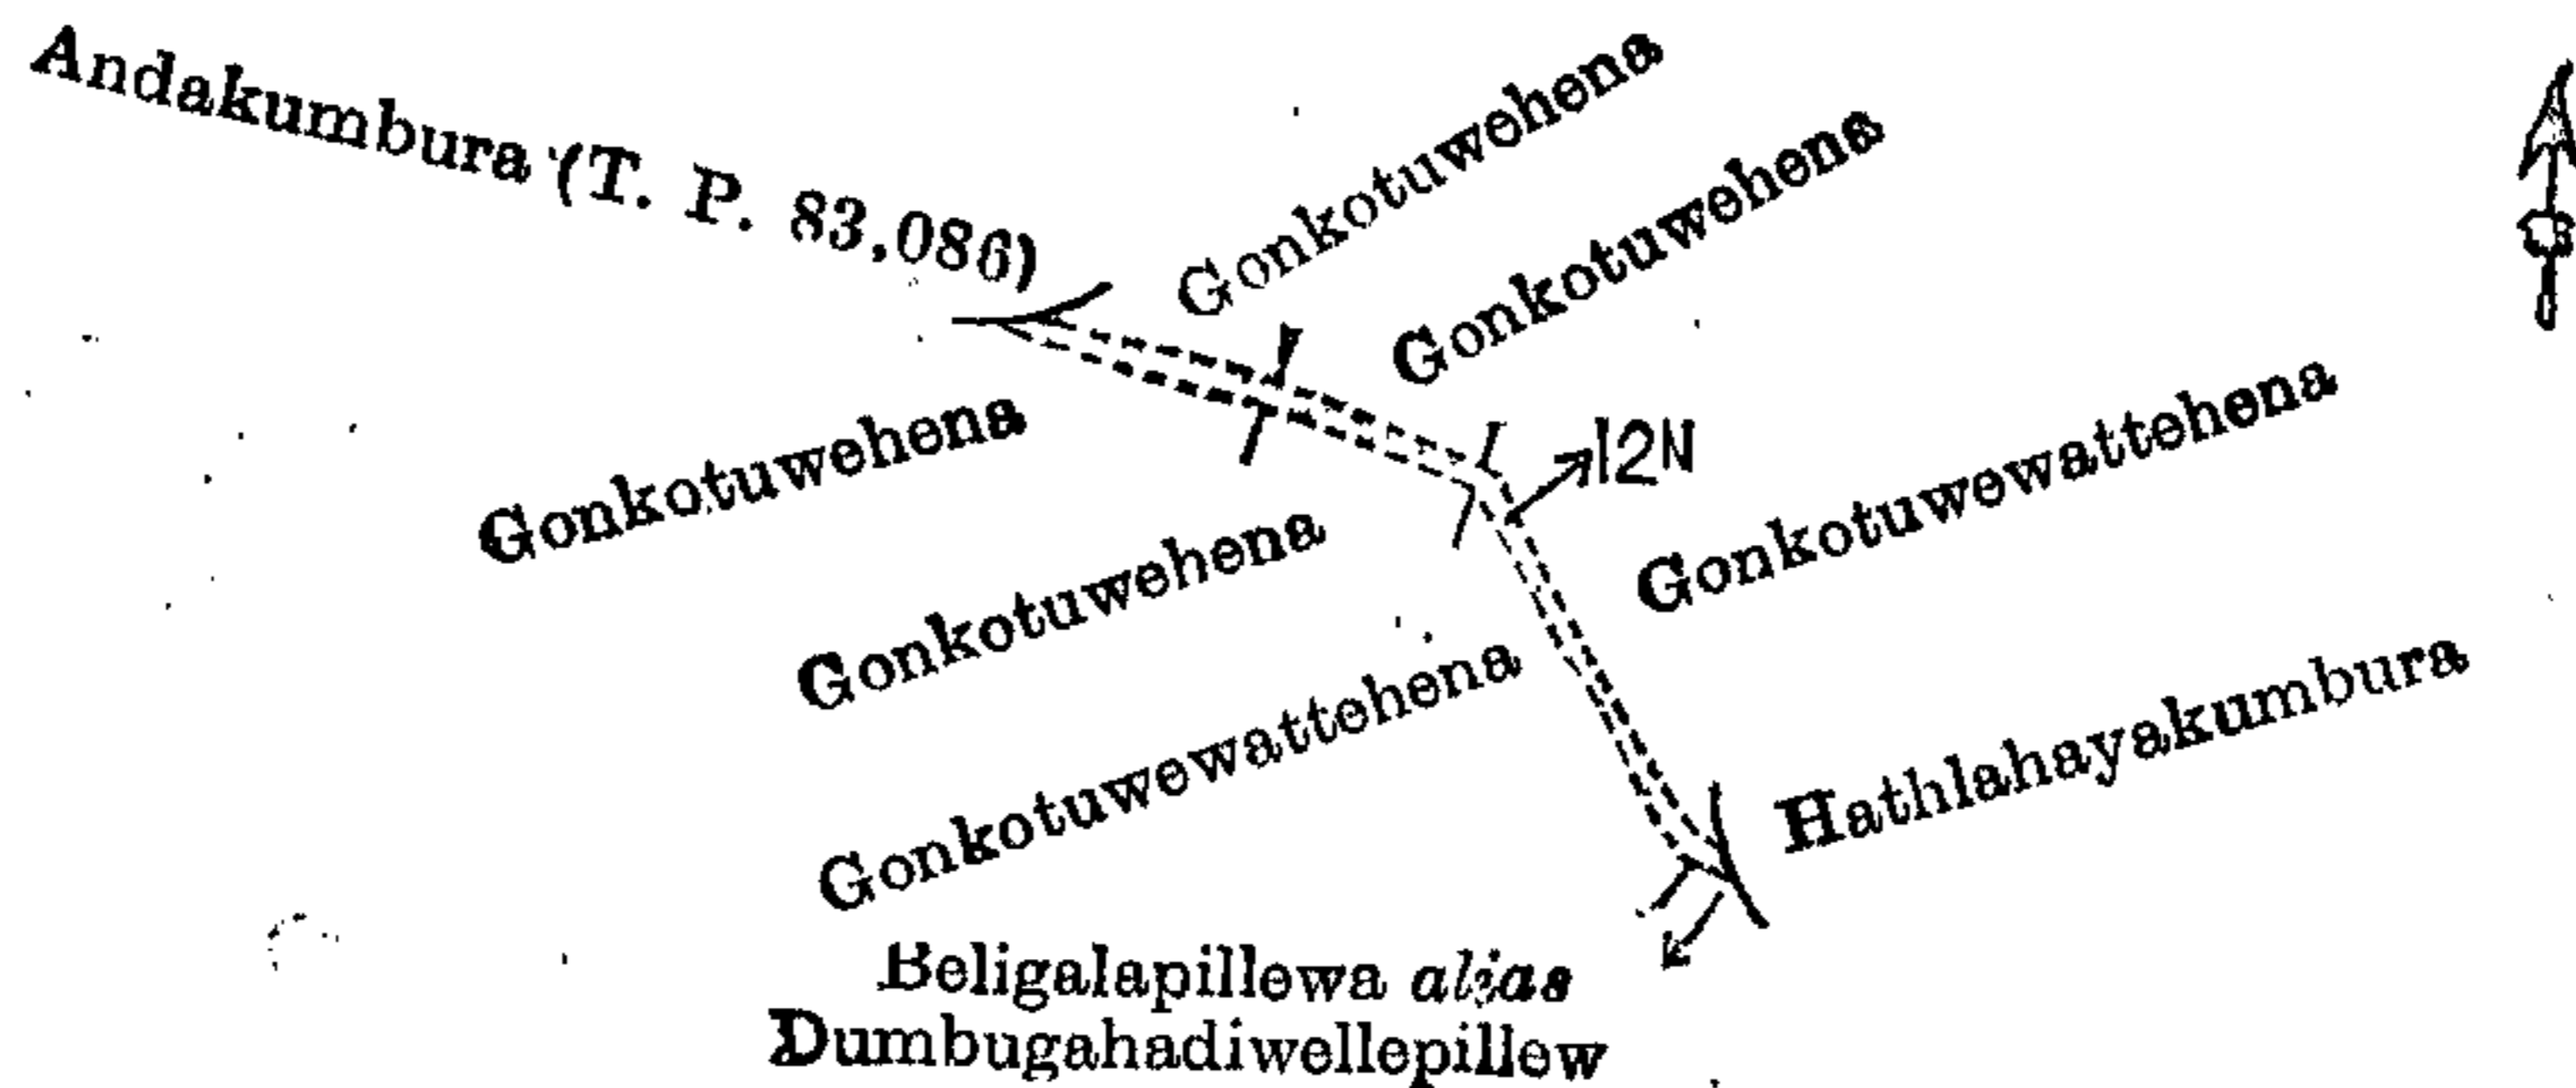 Andakumbura (T. P. 83,086)
Gonkotuwehena
Gonkotuwehena
Gonkotuwehena
12N
Gonkotuwewattehena
Gonkotuwehena
Gonkotuwewattehena
Hathlahayakumbura
Beligalapillewa alias
Dumbugahadiwellepillew